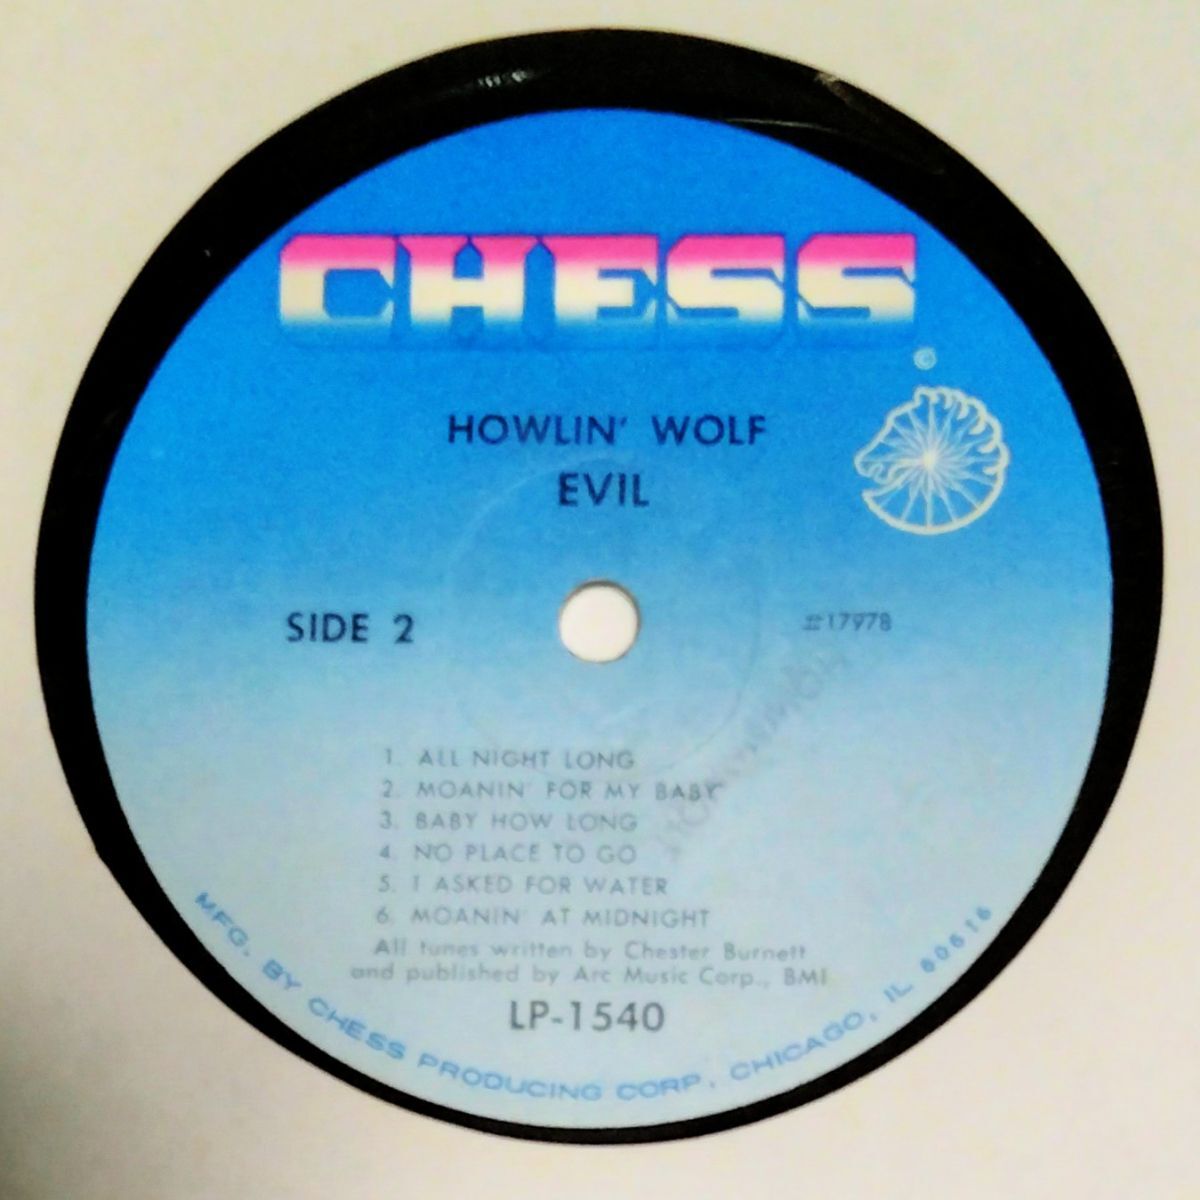 CHESS
©
HOWLIN' WOLF
EVIL
SIDE 2
#17978
1. ALL NIGHT LONG
2. MOANIN' FOR MY BABY
3. BABY HOW LONG
4. NO PLACE TO GO
5. I ASKED FOR WATER
6. MOANIN' AT MIDNIGHT
All tunes written by Chester Burnett
and published by Arc Music Corp., BMI
LP-1540
MFG. BY CHESS PRODUCING CORP, CHICAGO, IL 60616